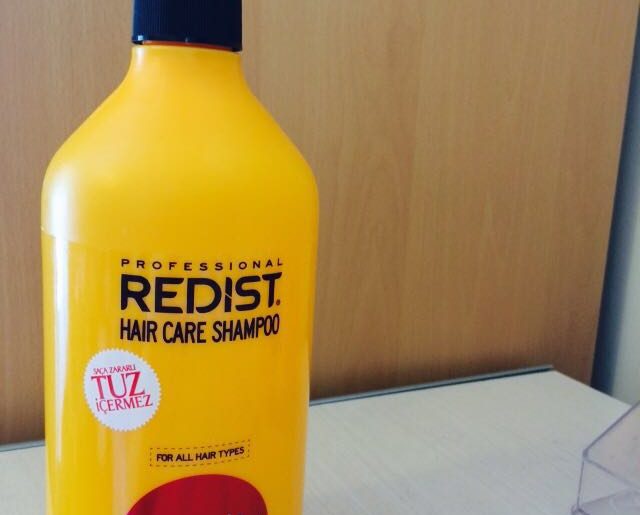 PROFESSIONAL
REDIST®
HAIR CARE SHAMPOO
SAÇA ZARARLI
TUZ
İÇERMEZ
FOR ALL HAIR TYPES